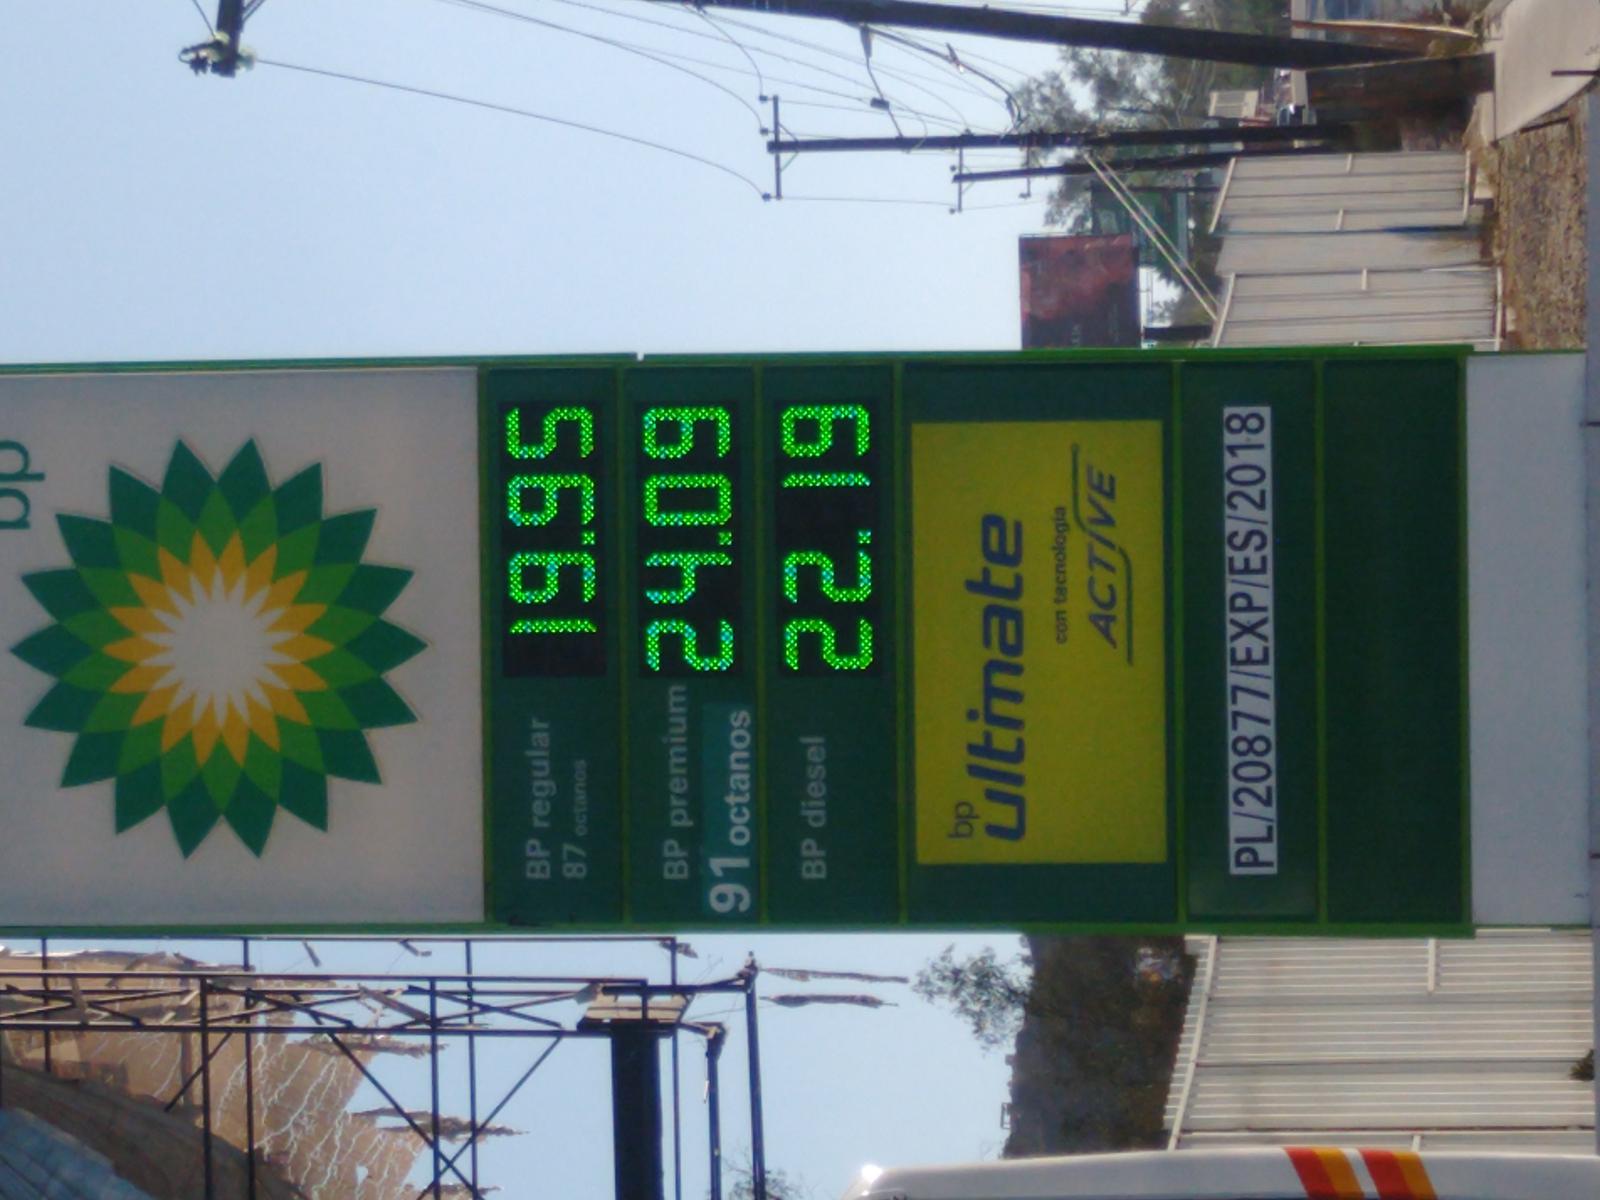 bp
BP regular
87 octanos
19.95
BP premium
91 octanos
24.09
BP diesel
22.19
bp
ultimate
con tecnología
ACTIVE
PL/20877/EXP/ES/2018